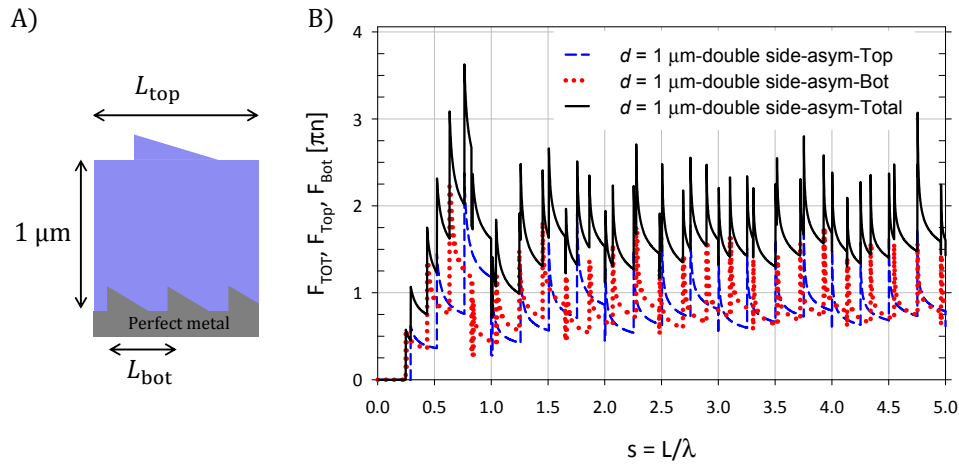 A)
L_top
1 μm
Perfect metal
L_bot
B)
F_TOT, F_Top, F_Bot [πn]
4
3
2
1
0
d = 1 μm-double side-asym-Top
d = 1 μm-double side-asym-Bot
d = 1 μm-double side-asym-Total
0.0 0.5 1.0 1.5 2.0 2.5 3.0 3.5 4.0 4.5 5.0
s = L/λ